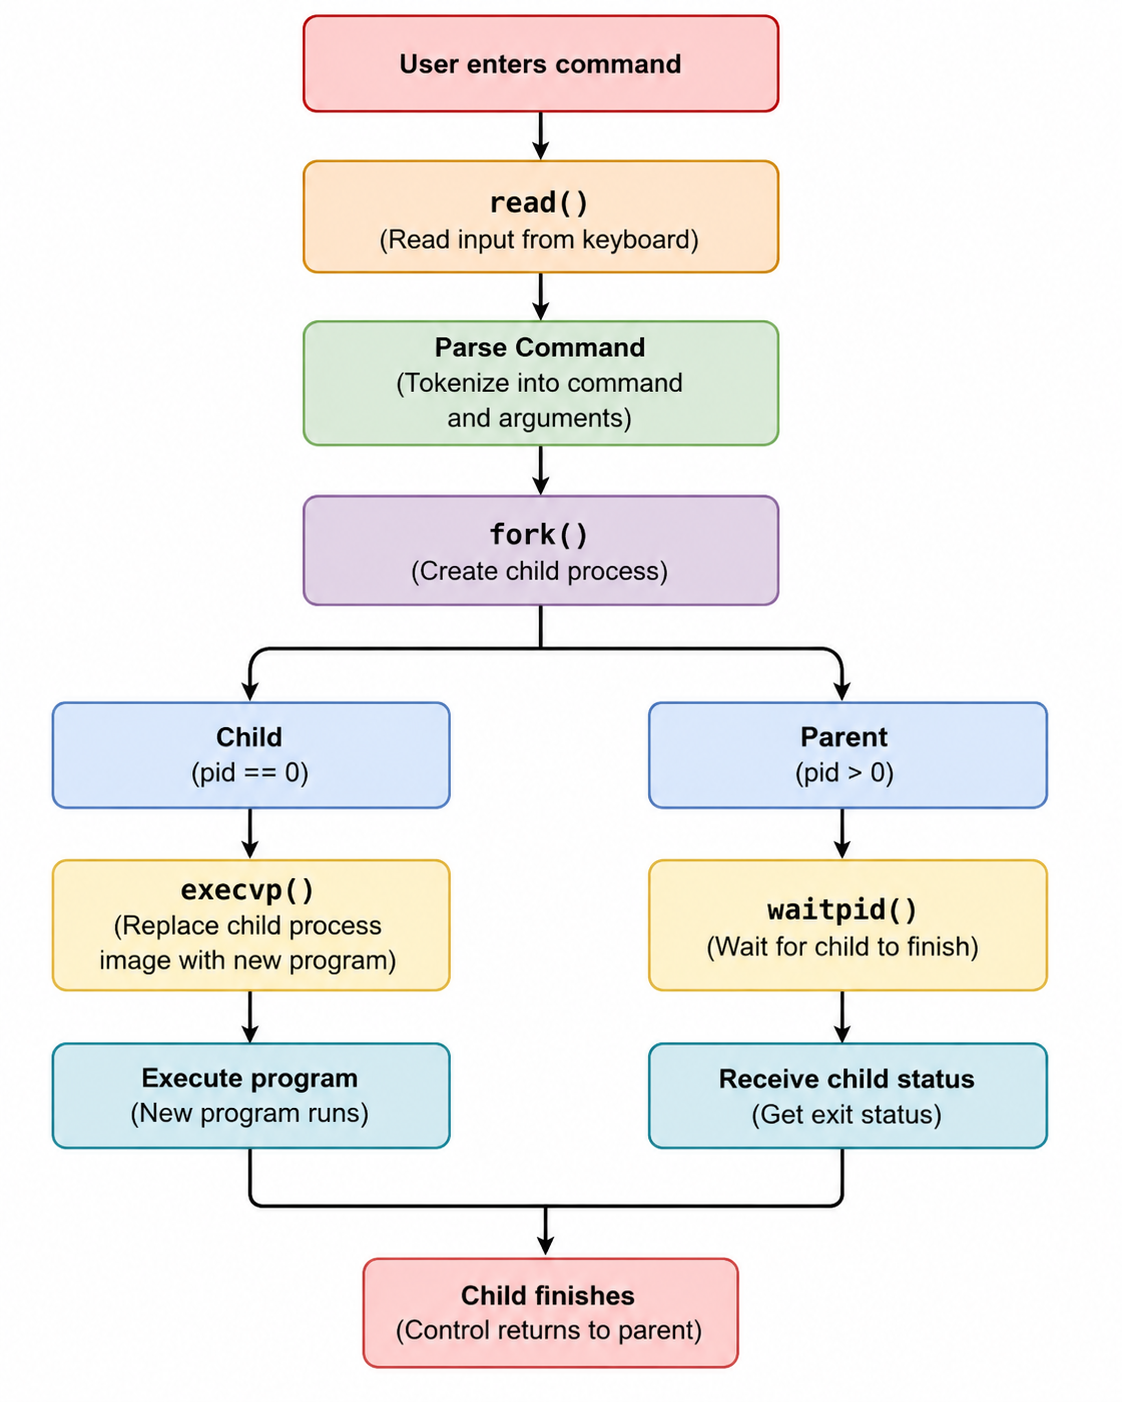 User enters command
read()
(Read input from keyboard)
Parse Command
(Tokenize into command
and arguments)
fork()
(Create child process)
Child
(pid == 0)
Parent
(pid > 0)
execvp()
(Replace child process
image with new program)
waitpid()
(Wait for child to finish)
Execute program
(New program runs)
Receive child status
(Get exit status)
Child finishes
(Control returns to parent)